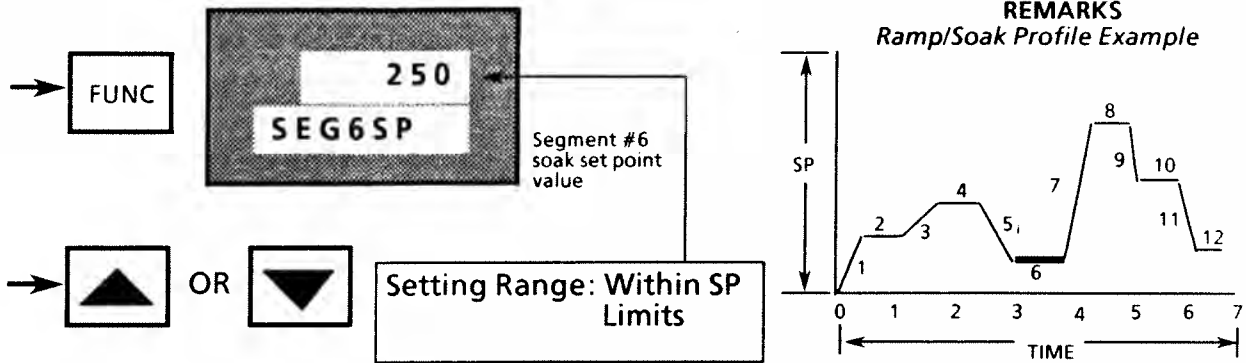 FUNC
250
SEG6SP
Segment #6
soak set point
value
OR
Setting Range: Within SP
Limits
REMARKS
Ramp/Soak Profile Example
SP
1
2
3
4
5
6
7
8
9
10
11
12
0 1 2 3 4 5 6 7
TIME